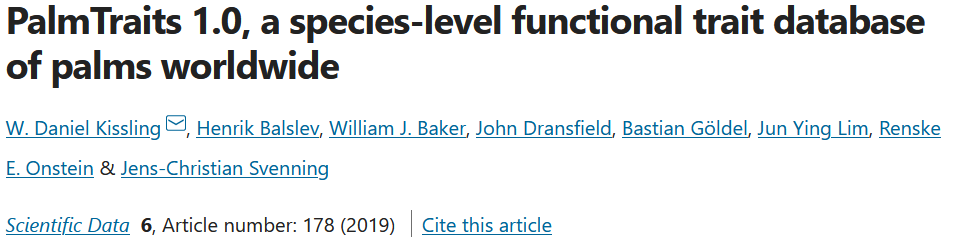 PalmTraits 1.0, a species-level functional trait database
of palms worldwide
W. Daniel Kissling, Henrik Balslev, William J. Baker, John Dransfield, Bastian Göldel, Jun Ying Lim, Renske
E. Onstein & Jens-Christian Svenning
Scientific Data 6, Article number: 178 (2019) Cite this article